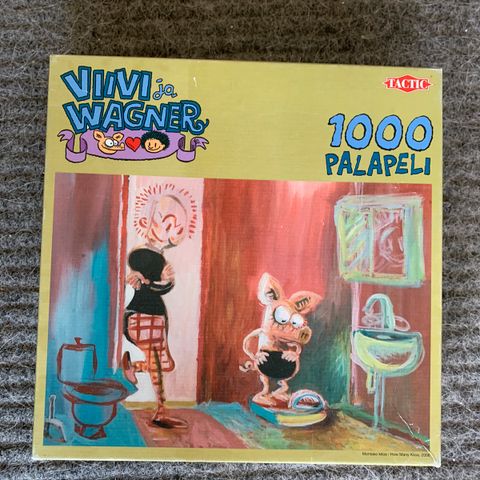 VIIVI ja
WAGNER
TACTIC
1000
PALAPELI